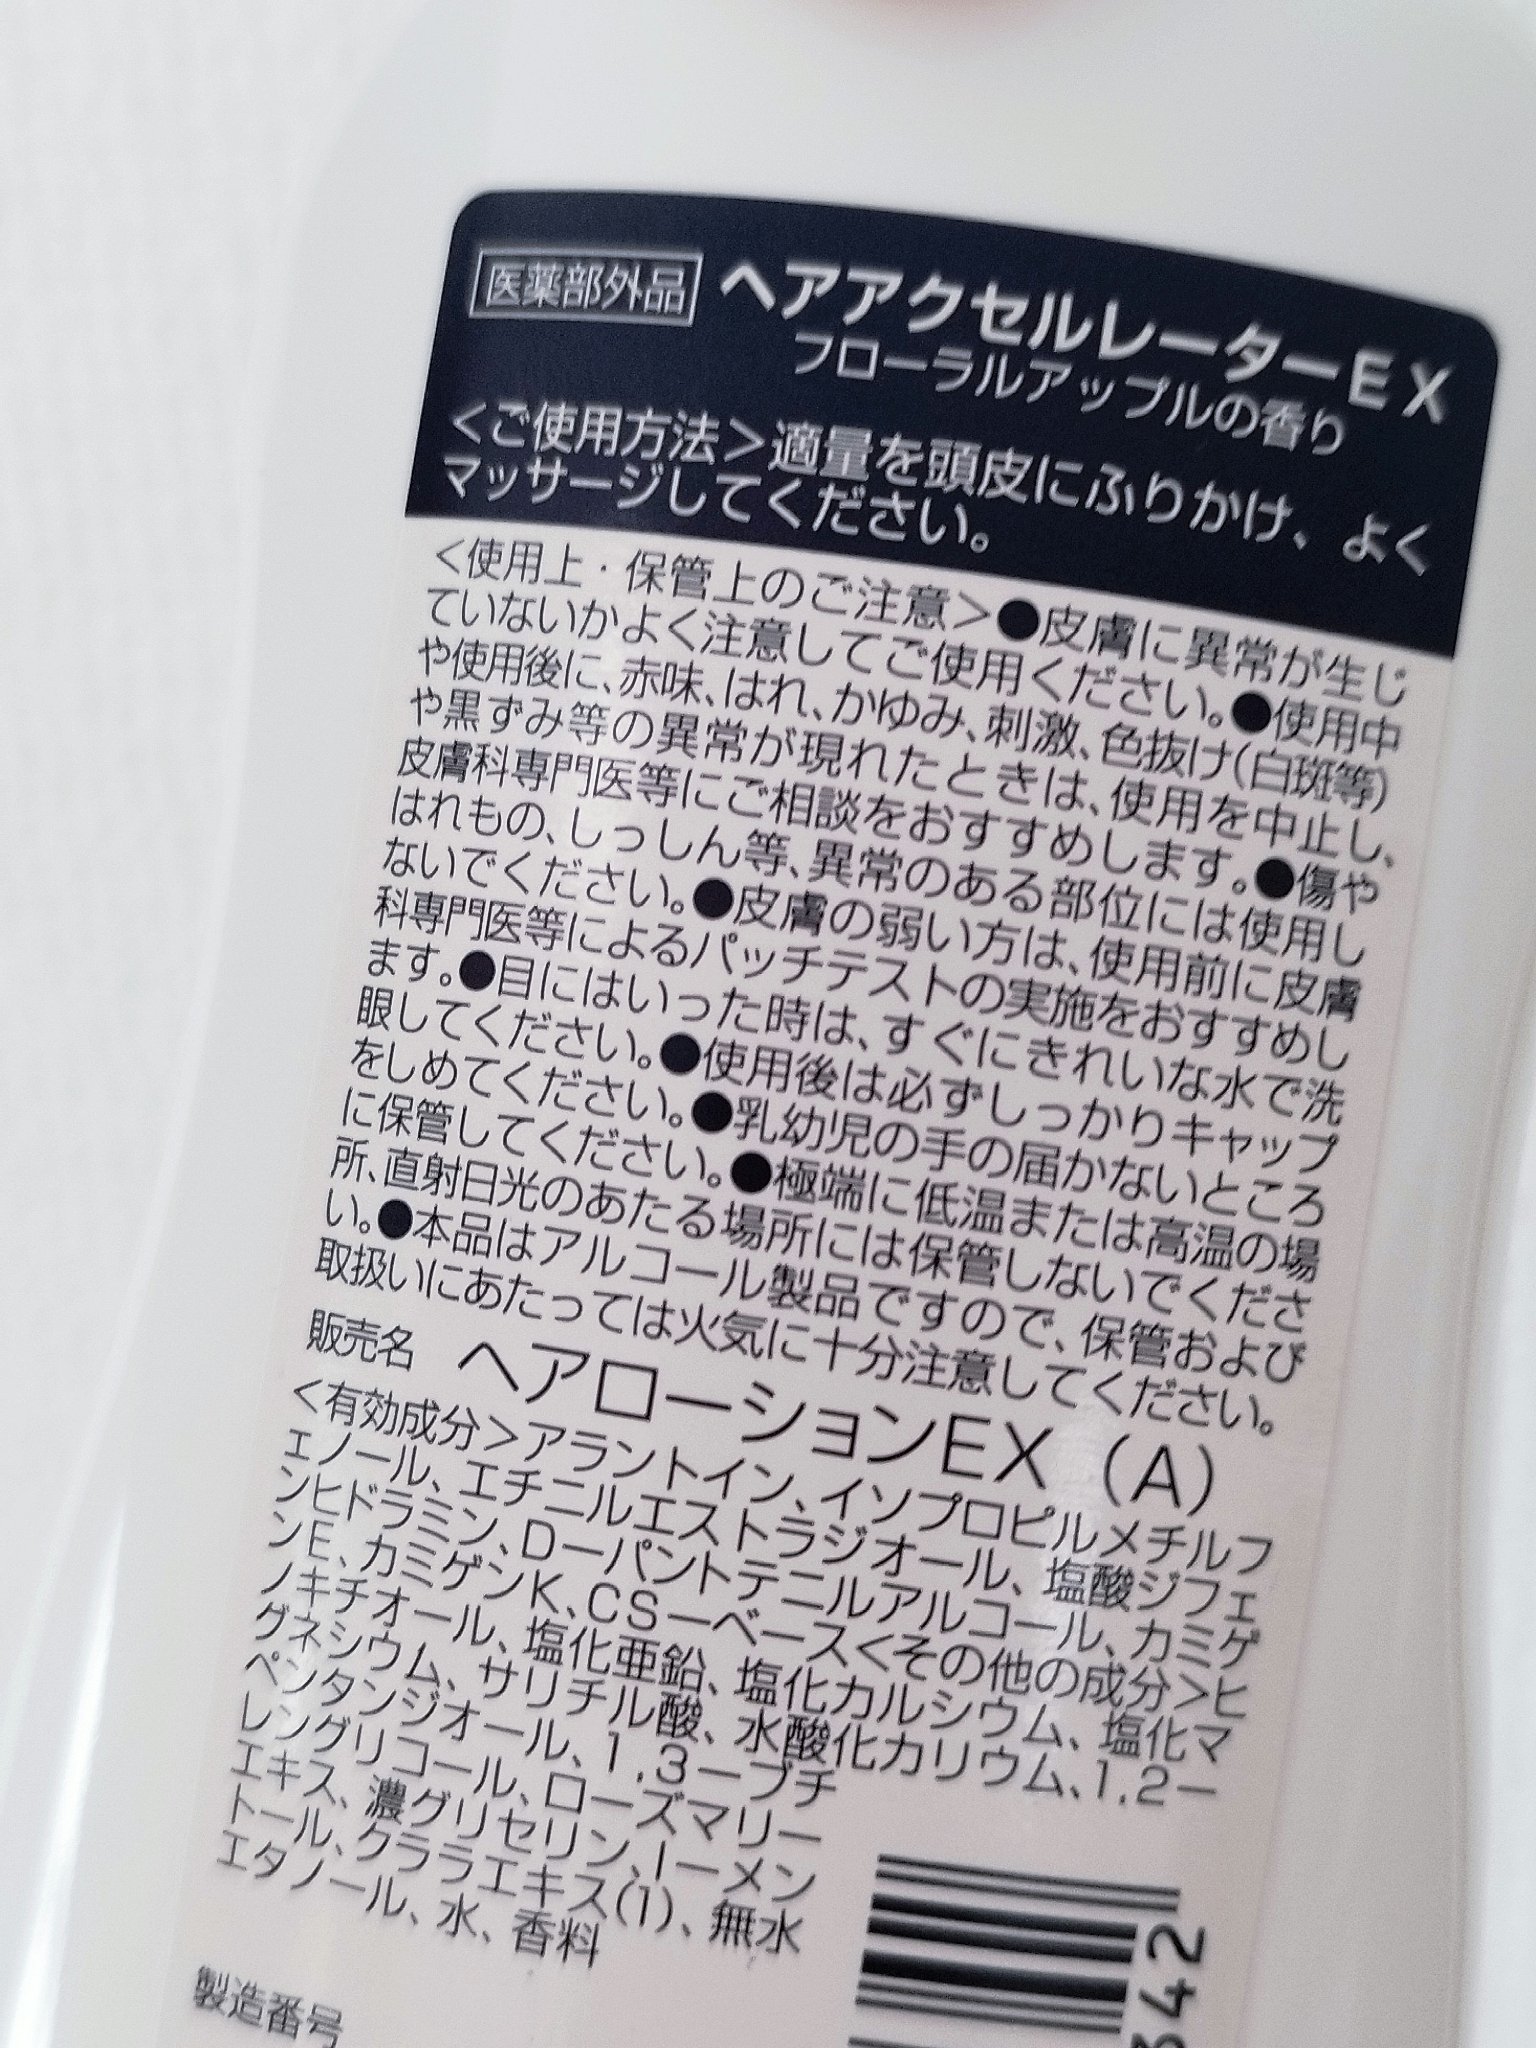 医薬部外品 ヘアアクセルレーターEX
フローラルアップルの香り
<ご使用方法>適量を頭皮にふりかけ、よく
マッサージしてください。
<使用上・保管上のご注意>●皮膚に異常が生じ
ていないかよく注意してご使用ください。●使用中
や使用後に、赤味、はれ、かゆみ、刺激、色抜け(白斑等)
や黒ずみ等の異常が現れたときは、使用を中止し、
皮膚科専門医等にご相談をおすすめします。●傷や
はれもの、しっしん等、異常のある部位には使用し
ないでください。●皮膚の弱い方は、使用前に皮膚
科専門医等によるパッチテストの実施をおすすめし
ます。●目にはいった時は、すぐにきれいな水で洗
眼してください。●使用後は必ずしっかりキャップ
をしめてください。●乳幼児の手の届かないところ
に保管してください。●極端に低温または高温の場
所、直射日光のあたる場所には保管しないでくださ
い。●本品はアルコール製品ですので、保管および
取扱いにあたっては火気に十分注意してください。
販売名 ヘアローションEX(A)
<有効成分>アラントイン、イソプロピルメチルフ
ェノール、エチニルエストラジオール、塩酸ジフェ
ンヒドラミン、D-パントテニルアルコール、カミゲ
ンE、カミゲンK、CS-ベース<その他の成分>ヒ
ノキチオール、塩化亜鉛、塩化カルシウム、塩化マ
グネシウム、サリチル酸、水酸化カリウム、1.2-
ペンタンジオール、1.3-ブチ
レングリコール、ローズマリー
エキス、濃グリセリン、l-メン
トール、クララエキス(1)、無水
エタノール、水、香料
製造番号
342